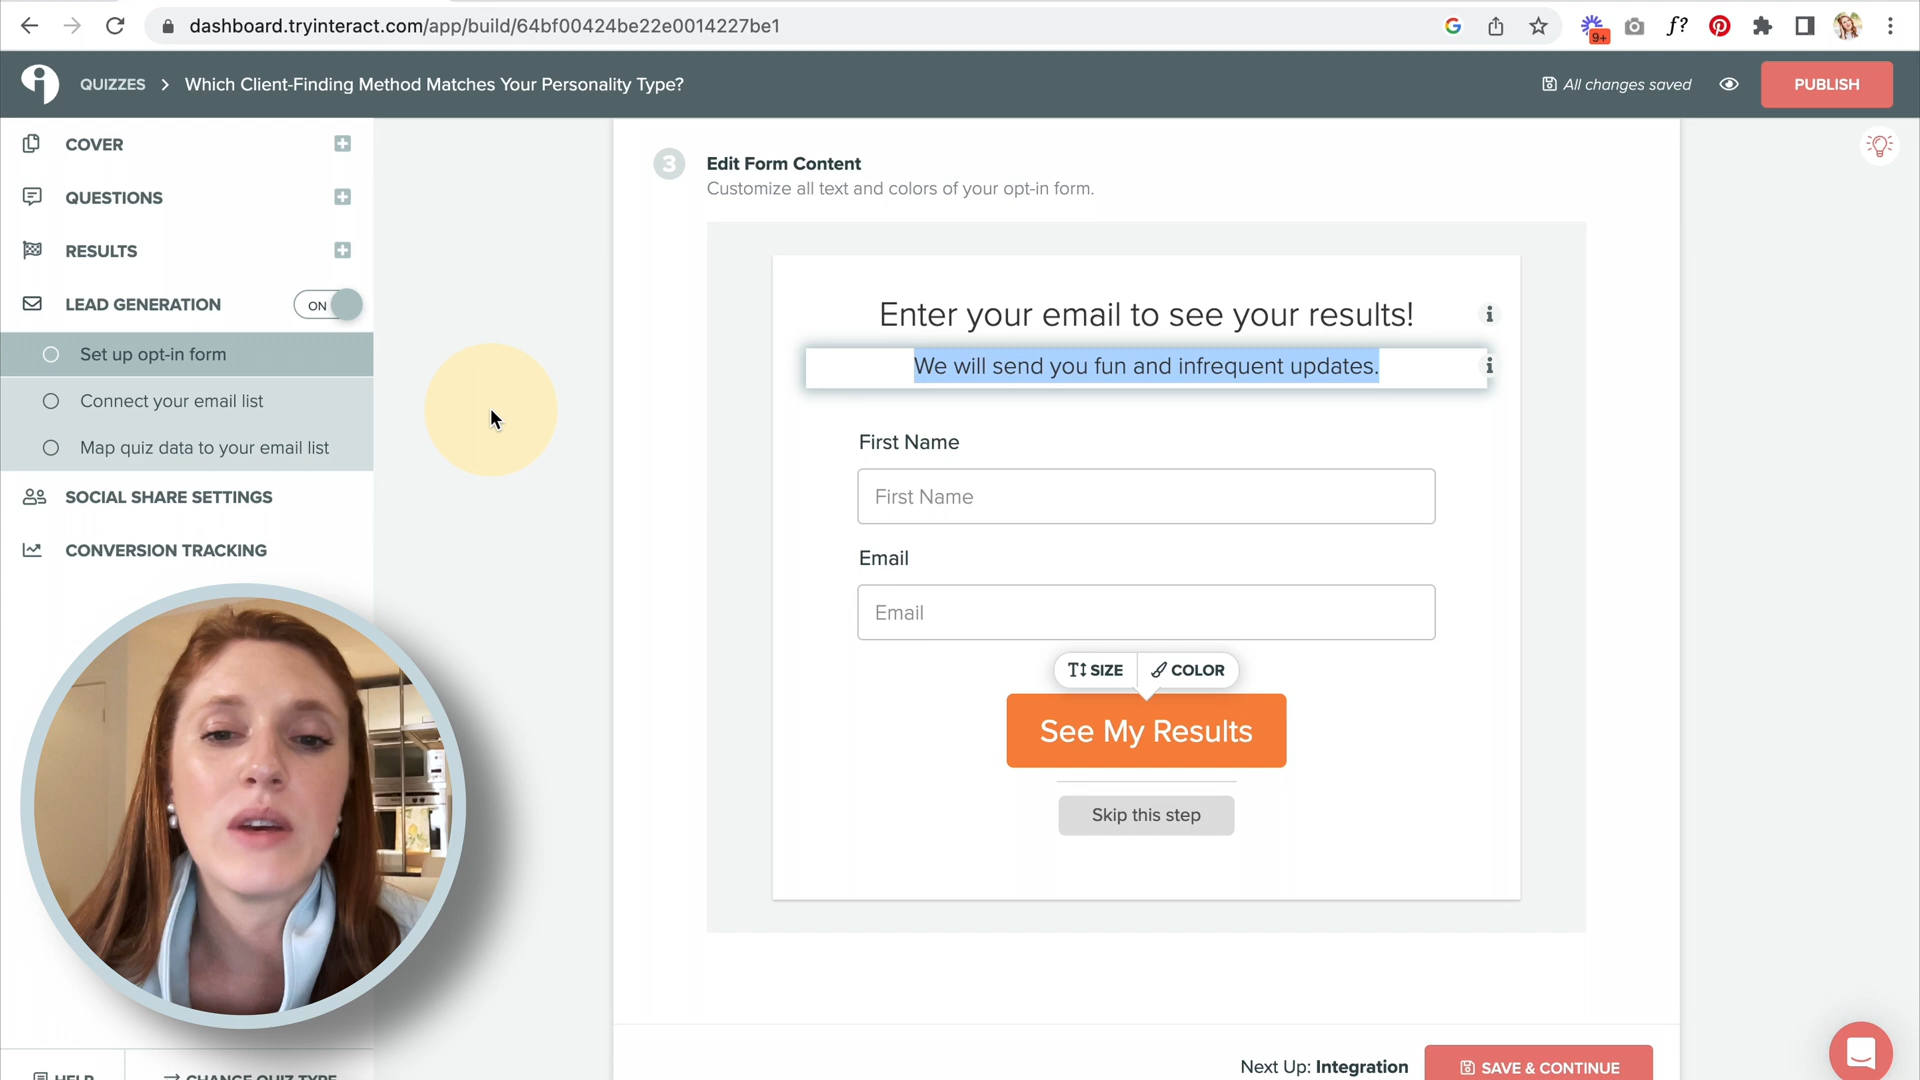 dashboard.tryinteract.com/app/build/64bf00424be22e0014227be1
9+
f?
QUIZZES > Which Client-Finding Method Matches Your Personality Type?
All changes saved
PUBLISH
COVER
QUESTIONS
RESULTS
LEAD GENERATION
ON
Set up opt-in form
Connect your email list
Map quiz data to your email list
SOCIAL SHARE SETTINGS
CONVERSION TRACKING
HELP
CHANGE QUIZ TYPE
3
Edit Form Content
Customize all text and colors of your opt-in form.
Enter your email to see your results!
We will send you fun and infrequent updates.
First Name
First Name
Email
Email
SIZE
COLOR
See My Results
Skip this step
Next Up: Integration
SAVE & CONTINUE